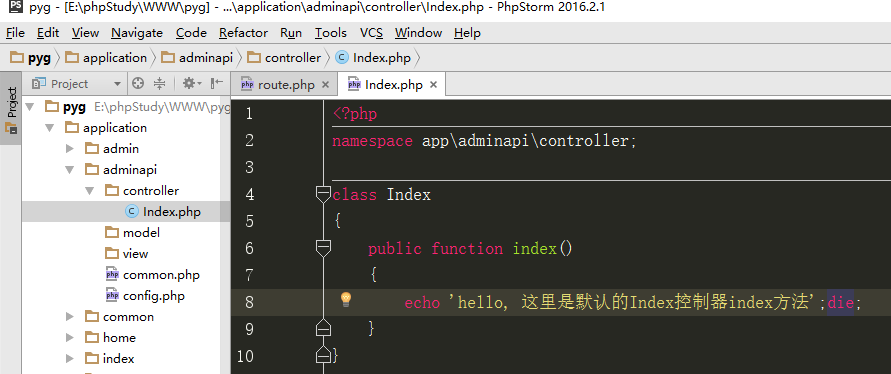 pyg - [E:\phpStudy\WWW\pyg] - ...\application\adminapi\controller\Index.php - PhpStorm 2016.2.1
File Edit View Navigate Code Refactor Run Tools VCS Window Help
pyg application adminapi controller Index.php
Project
Project
route.php Index.php
pyg E:\phpStudy\WWW\pyg
application
admin
adminapi
controller
Index.php
model
view
common.php
config.php
common
home
index
1 <?php
2 namespace app\adminapi\controller;
3
4 class Index
5 {
6 public function index()
7 {
8 echo 'hello, 这里是默认的Index控制器index方法';die;
9 }
10 }